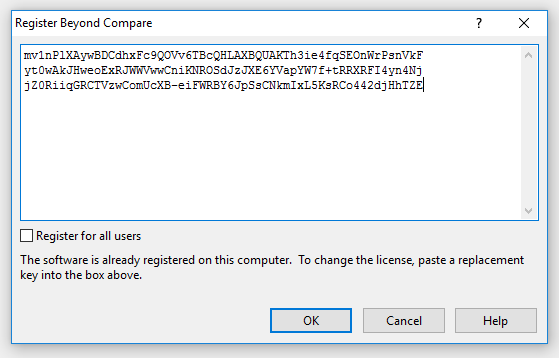 Register Beyond Compare
mv1nPlXAywBDCdhxFc9QOVv6TBcQHLAXBQUAKTh3ie4fqSEOnWrPsnVkF
yt0wAkJHweoExRJWWVwwCniKNROSdJzJXE6YVapYW7f+tRRXRFI4yn4Nj
jZ0RiiqGRCTVzwComUcXB-eiFWRBY6JpSsCNkmIxL5KsRCo442djHhTZE
Register for all users
The software is already registered on this computer. To change the license, paste a replacement
key into the box above.
OK Cancel Help